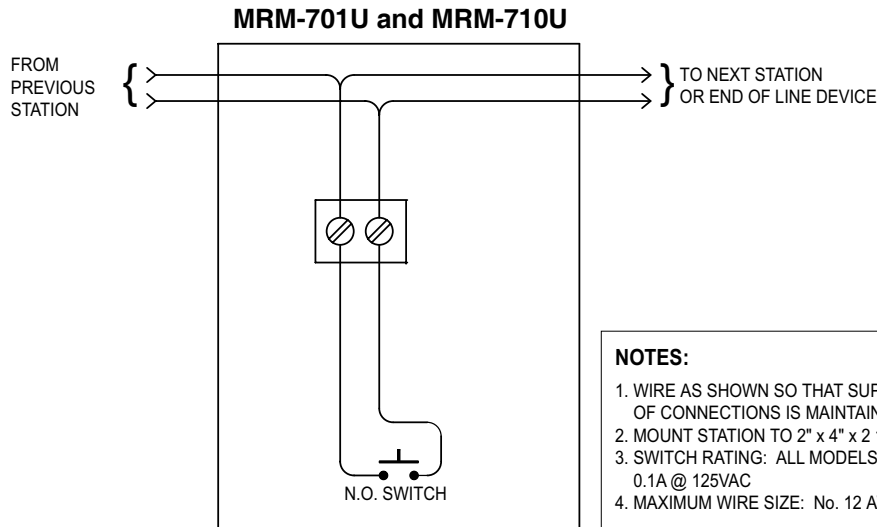 MRM-701U and MRM-710U
FROM
PREVIOUS
STATION
TO NEXT STATION
OR END OF LINE DEVICE
N.O. SWITCH
NOTES:
1. WIRE AS SHOWN SO THAT
OF CONNECTIONS IS
2. MOUNT STATION TO 2" x 4" x 2
3. SWITCH RATING: ALL MODELS
0.1A @ 125VAC
4. MAXIMUM WIRE SIZE: No. 12